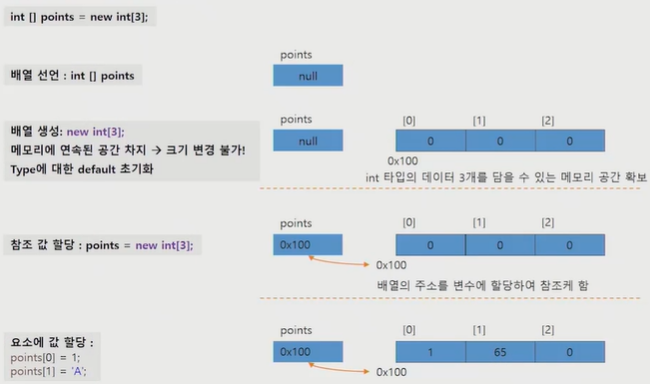 int [] points = new int[3];
points
배열 선언 : int [] points
null
points
[0] [1] [2]
배열 생성: new int[3];
null
0 0 0
메모리에 연속된 공간 차지 → 크기 변경 불가!
0x100
Type에 대한 default 초기화
int 타입의 데이터 3개를 담을 수 있는 메모리 공간 확보
points
[0] [1] [2]
참조 값 할당 : points = new int[3];
0x100
0 0 0
0x100
배열의 주소를 변수에 할당하여 참조케 함
points
[0] [1] [2]
요소에 값 할당 :
0x100
1 65 0
points[0] = 1;
points[1] = 'A';
0x100